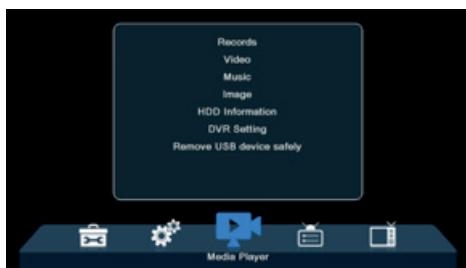 Records
Video
Music
Image
HDD Information
DVR Setting
Remove USB device safely
Media Player